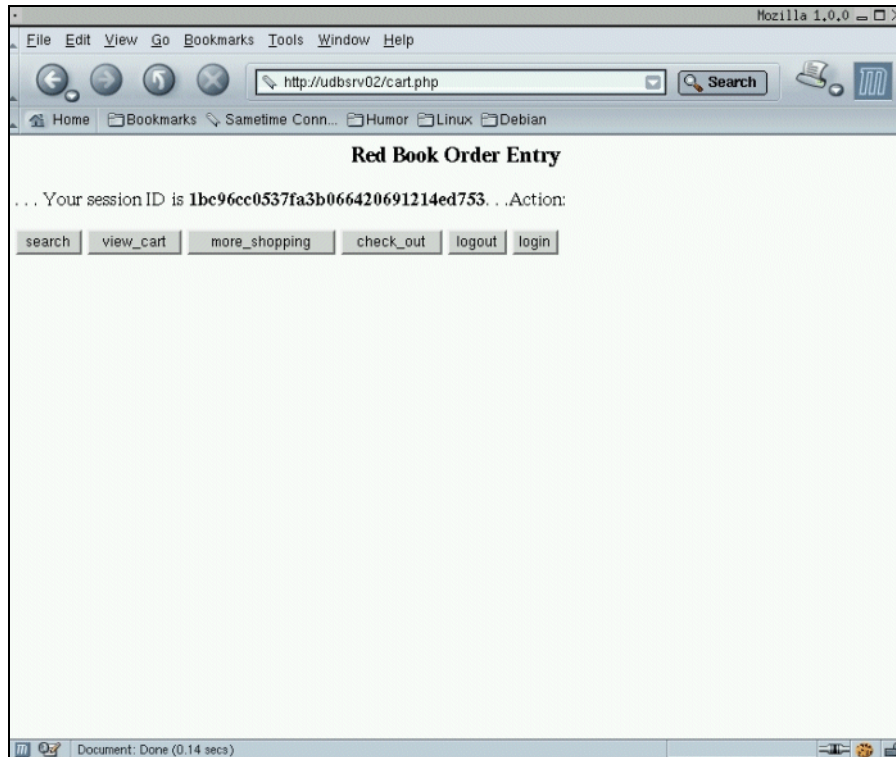 Mozilla 1.0.0
File Edit View Go Bookmarks Tools Window Help
http://udbsrv02/cart.php Search
Home Bookmarks Sametime Conn... Humor Linux Debian
Red Book Order Entry
. . . Your session ID is 1bc96cc0537fa3b066420691214ed753. . .Action:
search view_cart more_shopping check_out logout login
Document: Done (0.14 secs)